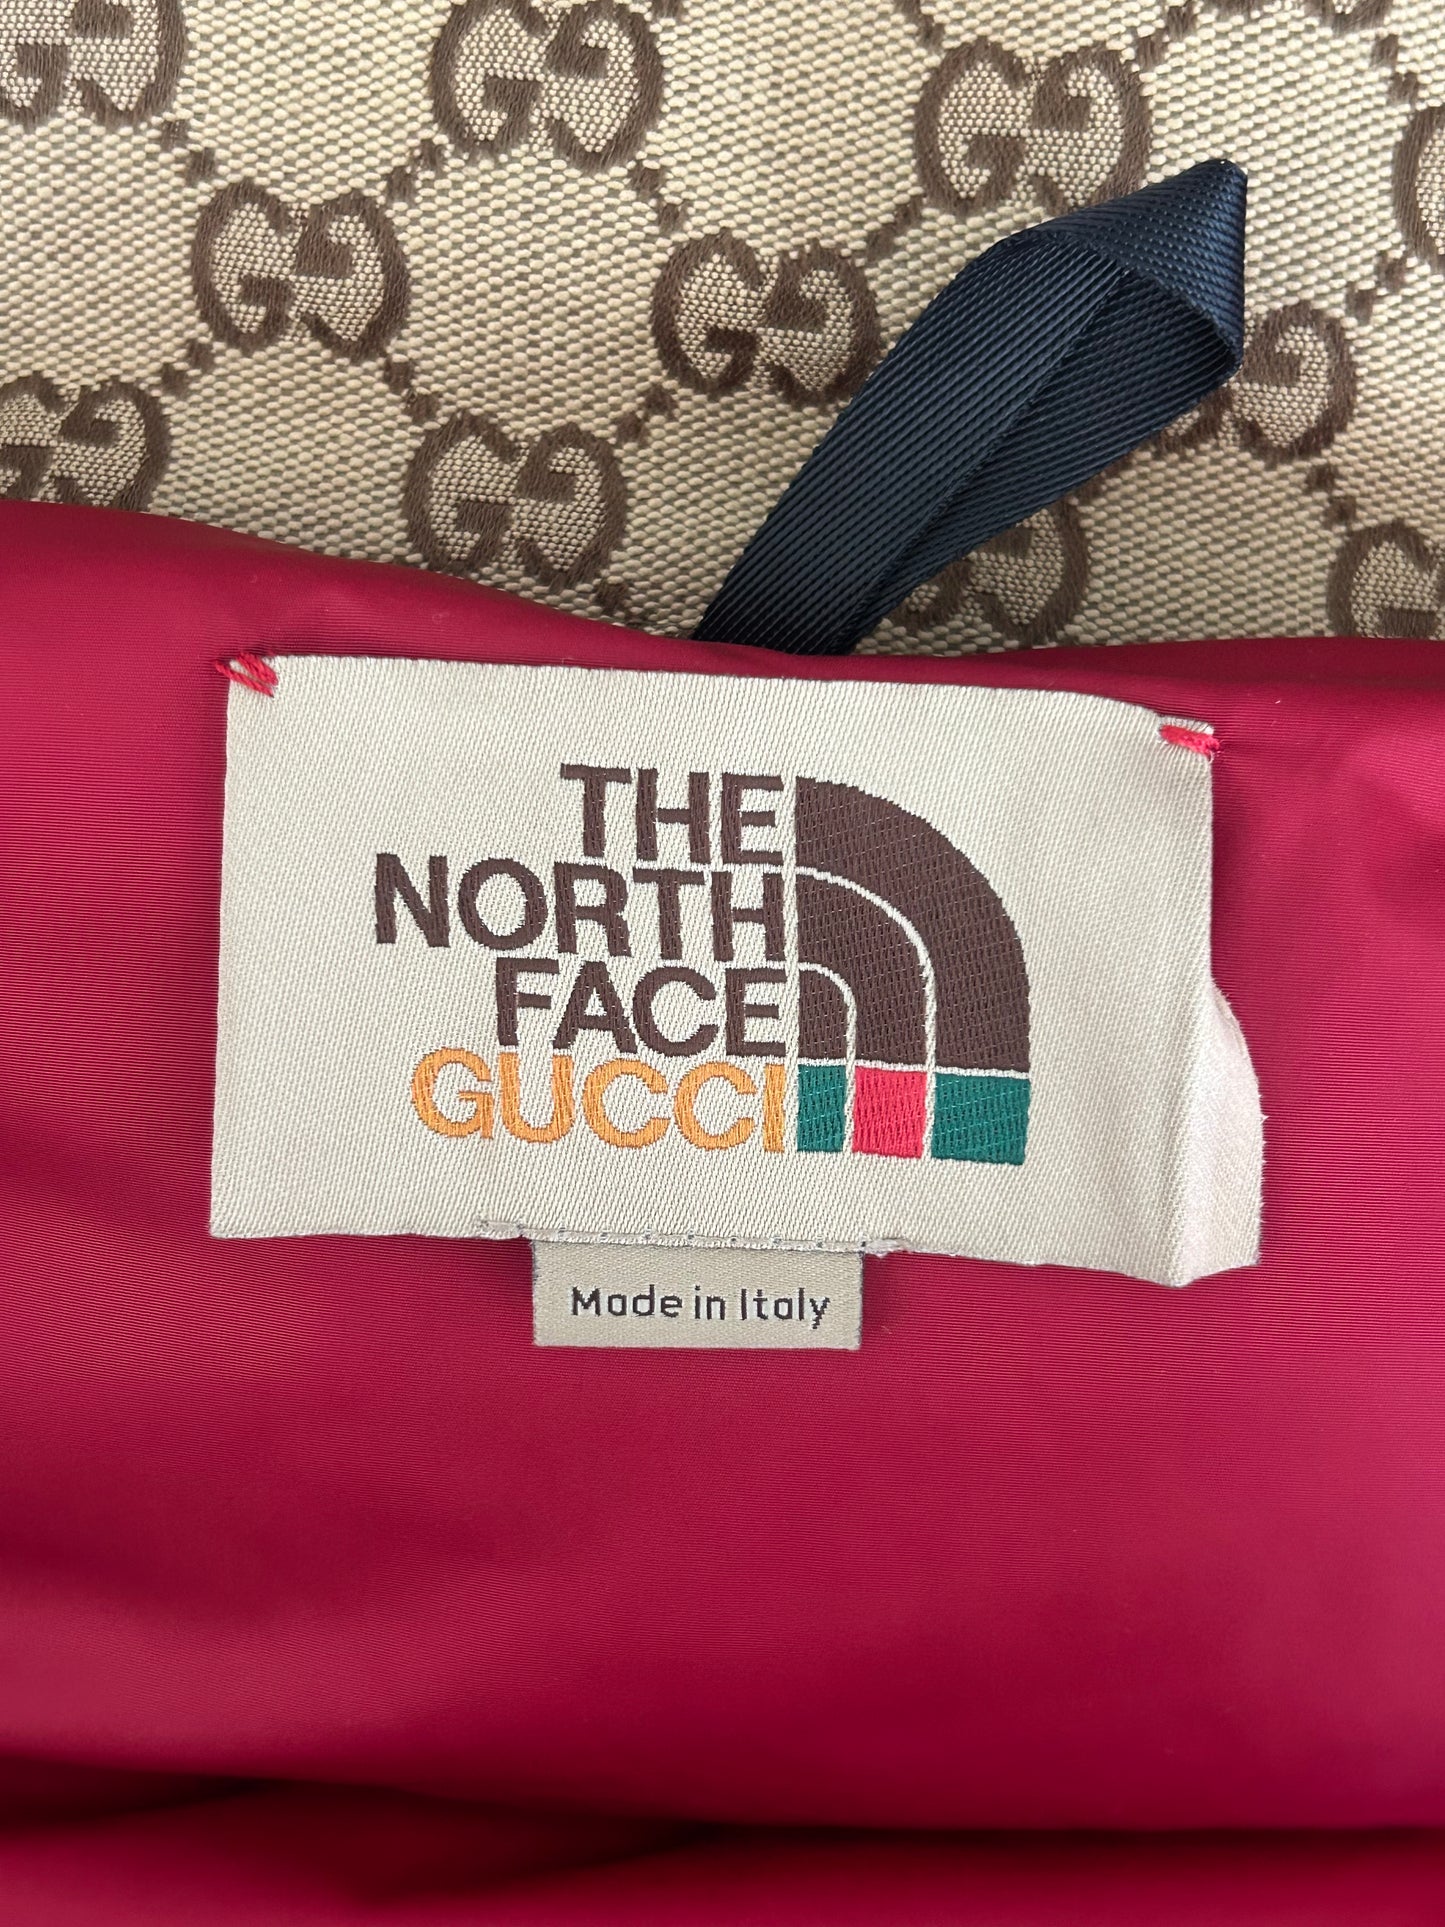 THE
NORTH
FACE
GUCCI
Made in Italy